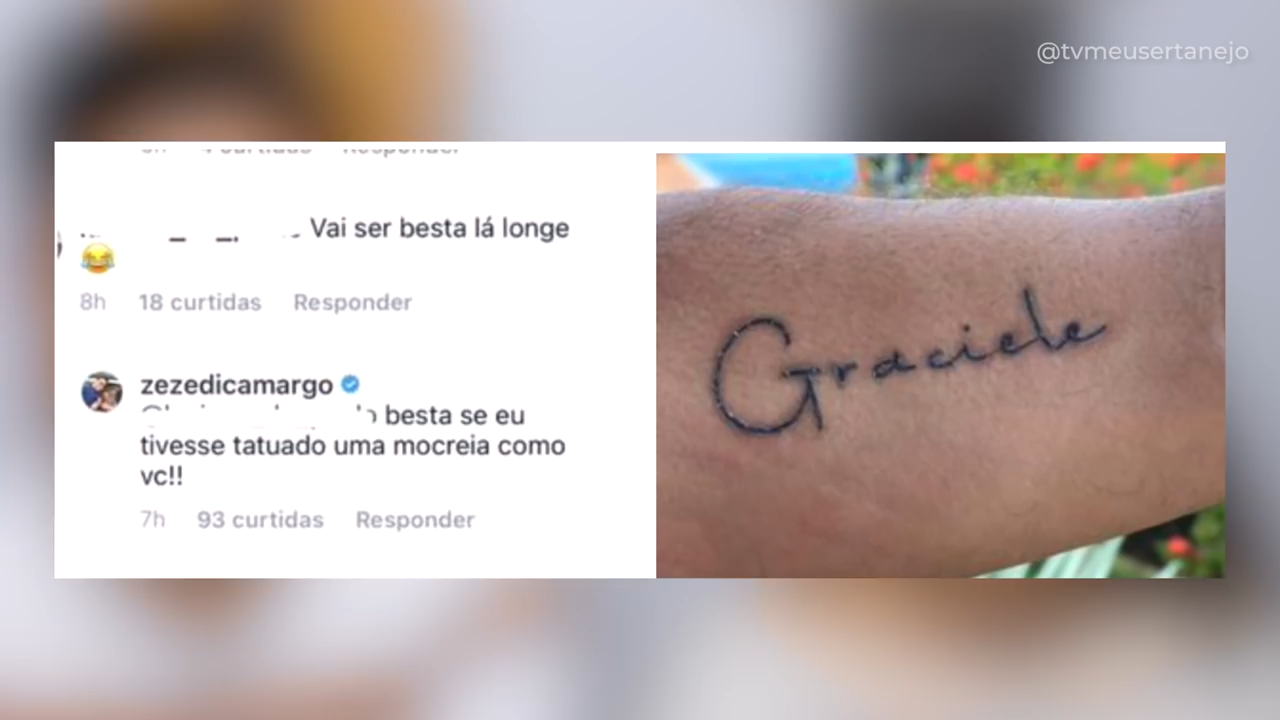 @tvmeusertanejo
Vai ser besta lá longe
8h 18 curtidas Responder
zezedicamargo
besta se eu
tivesse tatuado uma mocreia como
vc!!
7h 93 curtidas Responder
Graciele